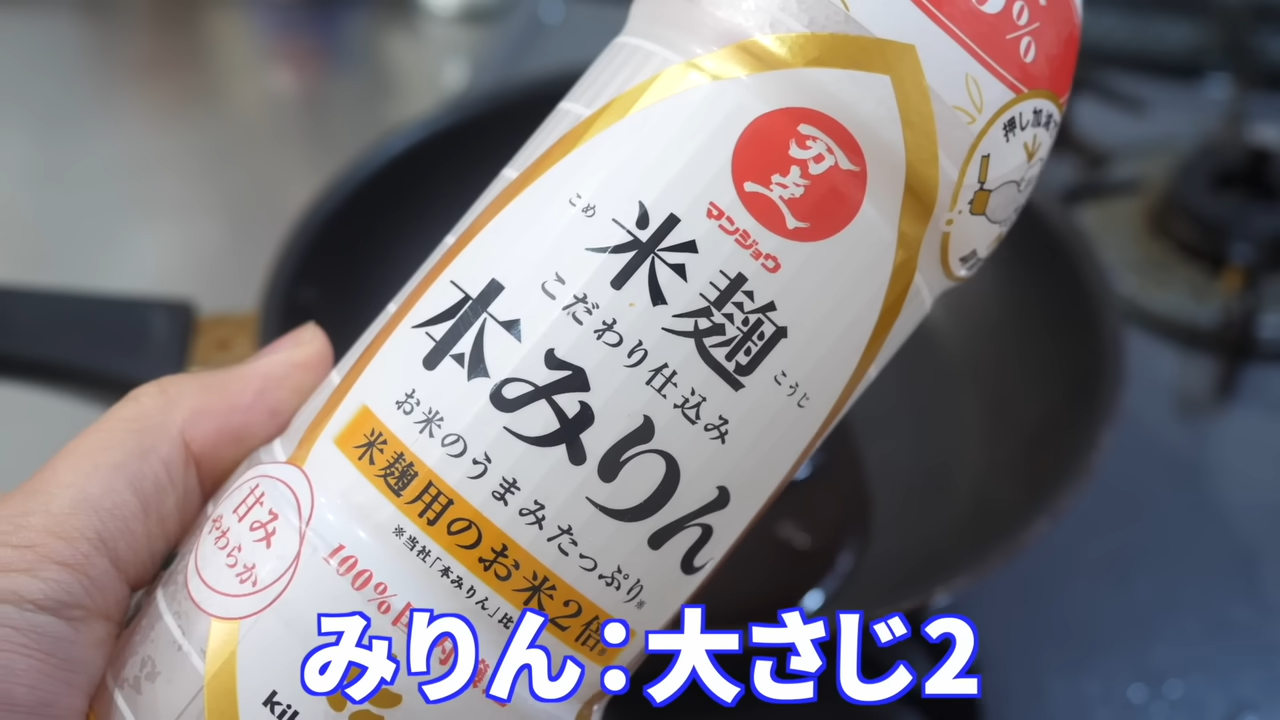 %
押し加減で
万上
マンジョウ
こめ
米麹
こうじ
こだわり仕込み
本みりん
お米のうまみたっぷり※
米麹用のお米2倍※
※当社「本みりん」比
甘み
やわらか
100%国内
みりん：大さじ2